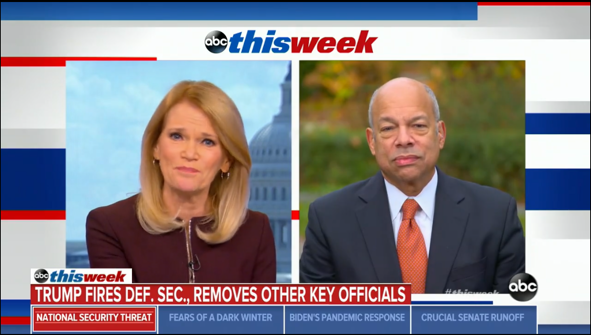 abc thisweek
#thisweek
abc
abc thisweek
TRUMP FIRES DEF. SEC., REMOVES OTHER KEY OFFICIALS
NATIONAL SECURITY THREAT
FEARS OF A DARK WINTER
BIDEN'S PANDEMIC RESPONSE
CRUCIAL SENATE RUNOFF